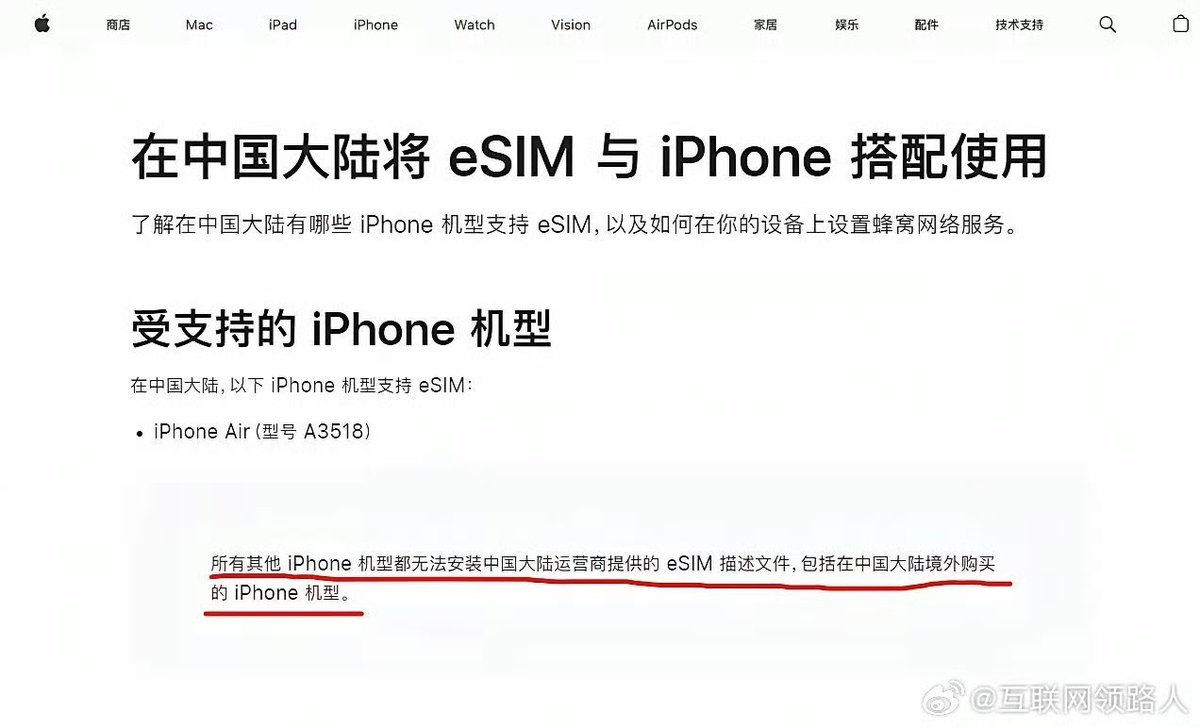 商店 Mac iPad iPhone Watch Vision AirPods 家居 娱乐 配件 技术支持
在中国大陆将 eSIM 与 iPhone 搭配使用
了解在中国大陆有哪些 iPhone 机型支持 eSIM，以及如何在你的设备上设置蜂窝网络服务。
受支持的 iPhone 机型
在中国大陆，以下 iPhone 机型支持 eSIM：
• iPhone Air (型号 A3518)
所有其他 iPhone 机型都无法安装中国大陆运营商提供的 eSIM 描述文件，包括在中国大陆境外购买
的 iPhone 机型。
@互联网领路人